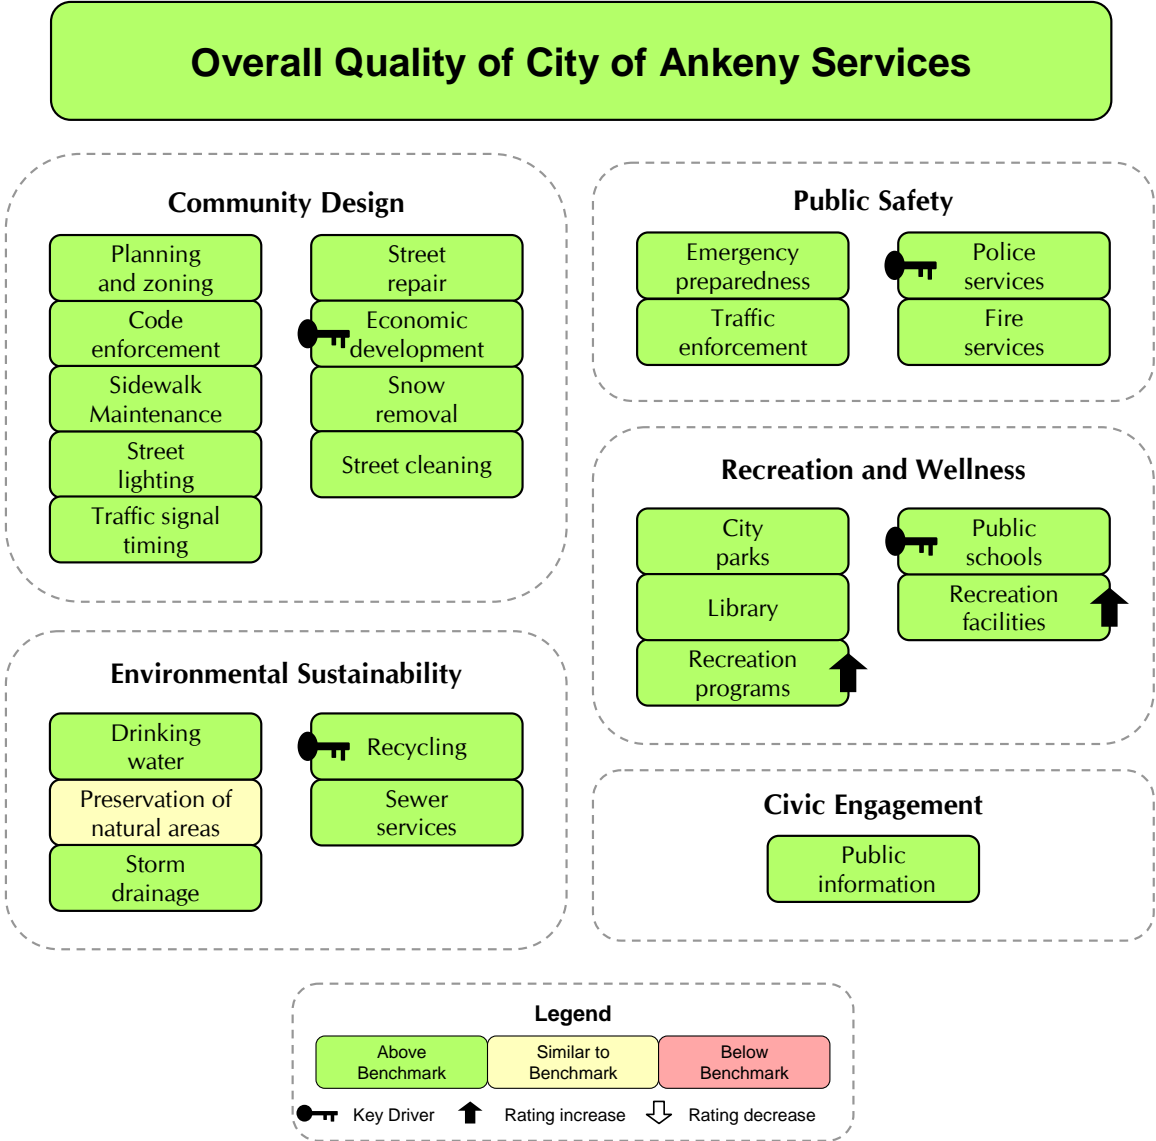 Overall Quality of City of Ankeny Services
Community Design
Planning
and zoning
Code
enforcement
Sidewalk
Maintenance
Street
lighting
Traffic signal
timing
Street
repair
Economic
development
Snow
removal
Street cleaning
Environmental Sustainability
Drinking
water
Preservation of
natural areas
Storm
drainage
Recycling
Sewer
services
Public Safety
Emergency
preparedness
Traffic
enforcement
Police
services
Fire
services
Recreation and Wellness
City
parks
Library
Recreation
programs
Public
schools
Recreation
facilities
Civic Engagement
Public
information
Legend
Above
Benchmark
Similar to
Benchmark
Below
Benchmark
Key Driver
Rating increase
Rating decrease